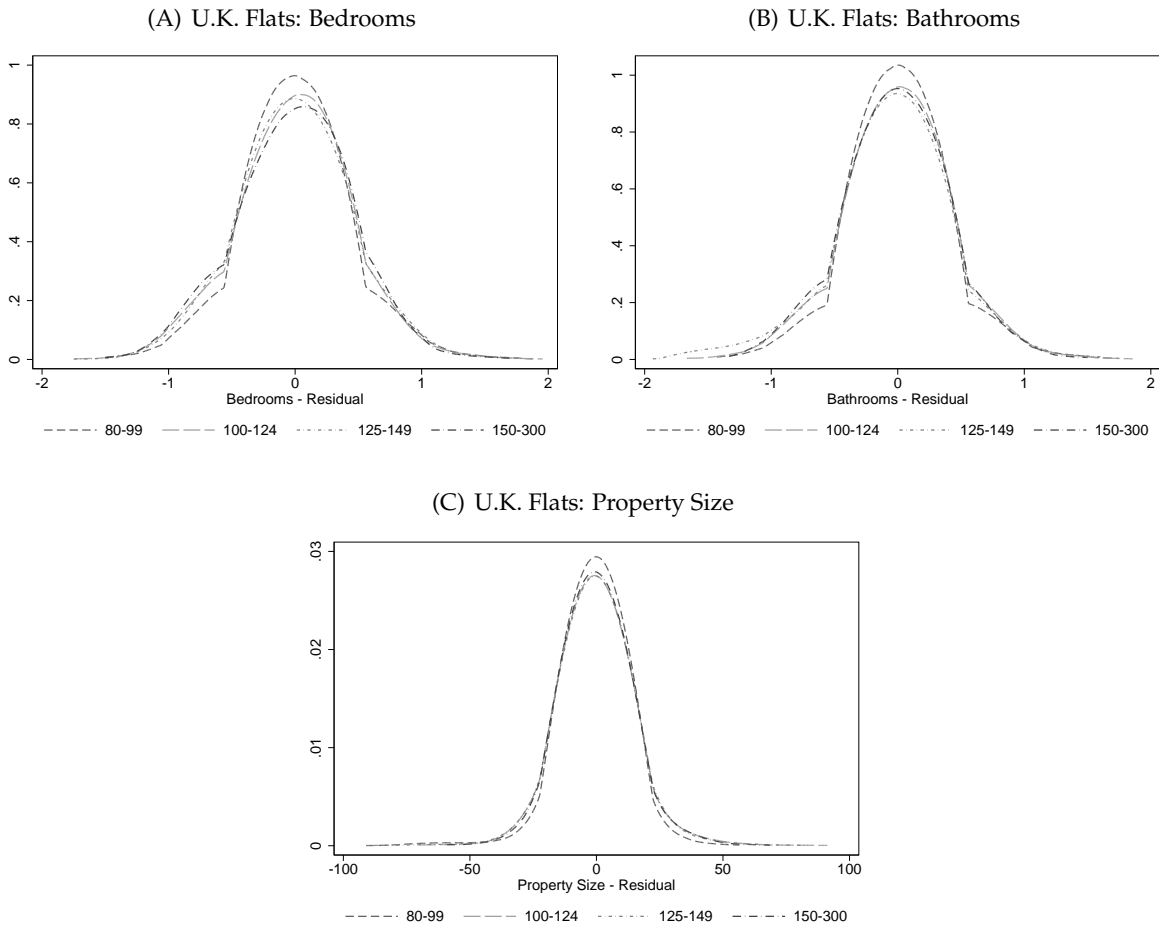 (A) U.K. Flats: Bedrooms
1
.8
.6
.4
.2
0
-2 -1 0 1 2
Bedrooms - Residual
80-99 100-124 125-149 150-300
(B) U.K. Flats: Bathrooms
1
.8
.6
.4
.2
0
-2 -1 0 1 2
Bathrooms - Residual
80-99 100-124 125-149 150-300
(C) U.K. Flats: Property Size
.03
.02
.01
0
-100 -50 0 50 100
Property Size - Residual
80-99 100-124 125-149 150-300